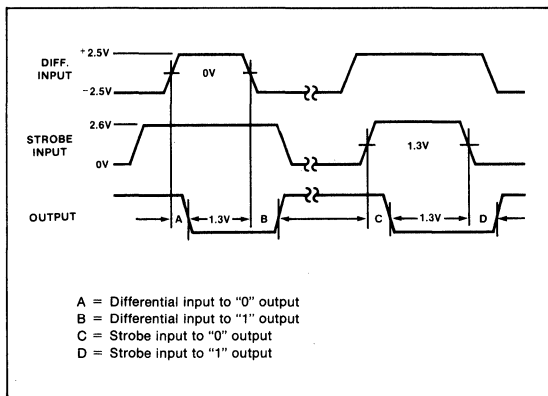 +2.5V
DIFF.
INPUT
0V
−2.5V
2.6V
STROBE
INPUT
1.3V
0V
OUTPUT
A
1.3V
B
C
1.3V
D
A = Differential input to "0" output
B = Differential input to "1" output
C = Strobe input to "0" output
D = Strobe input to "1" output